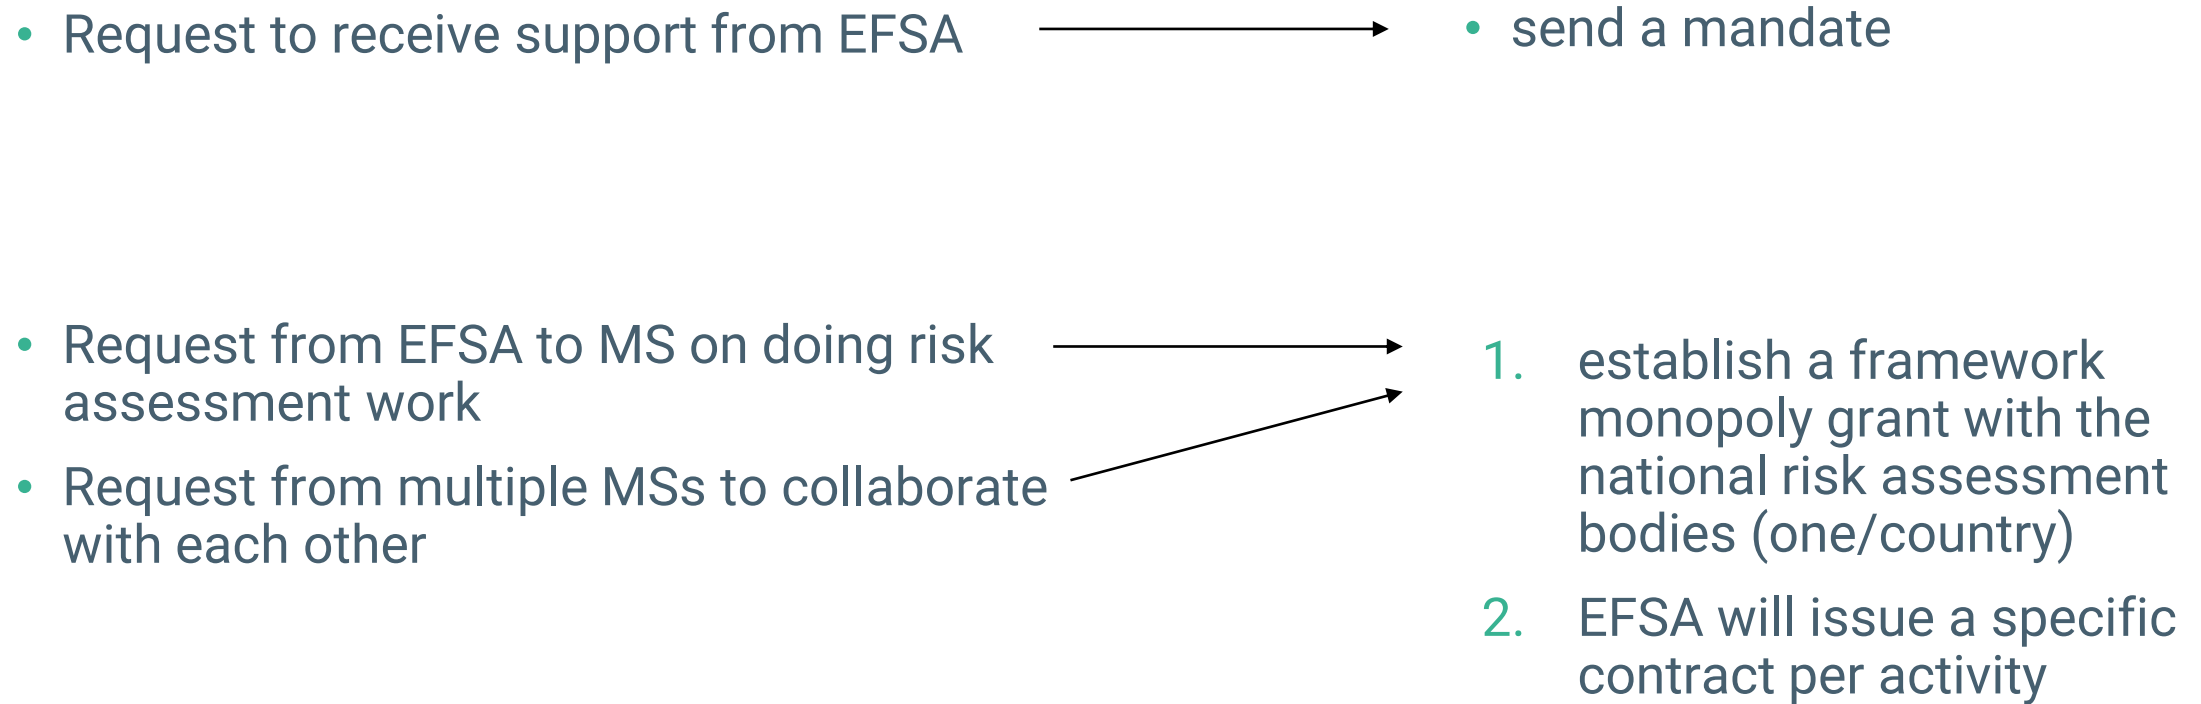 • Request to receive support from EFSA
• send a mandate
• Request from EFSA to MS on doing risk
assessment work
• Request from multiple MSs to collaborate
with each other
1. establish a framework
monopoly grant with the
national risk assessment
bodies (one/country)
2. EFSA will issue a specific
contract per activity